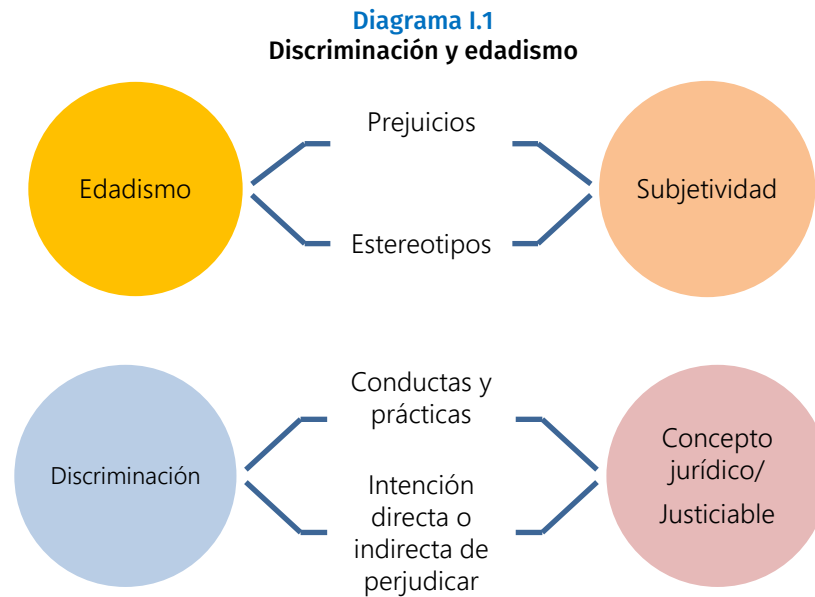 Diagrama I.1
Discriminación y edadismo
Edadismo
Prejuicios
Estereotipos
Subjetividad
Discriminación
Conductas y
prácticas
Intención
directa o
indirecta de
perjudicar
Concepto
jurídico/
Justiciable